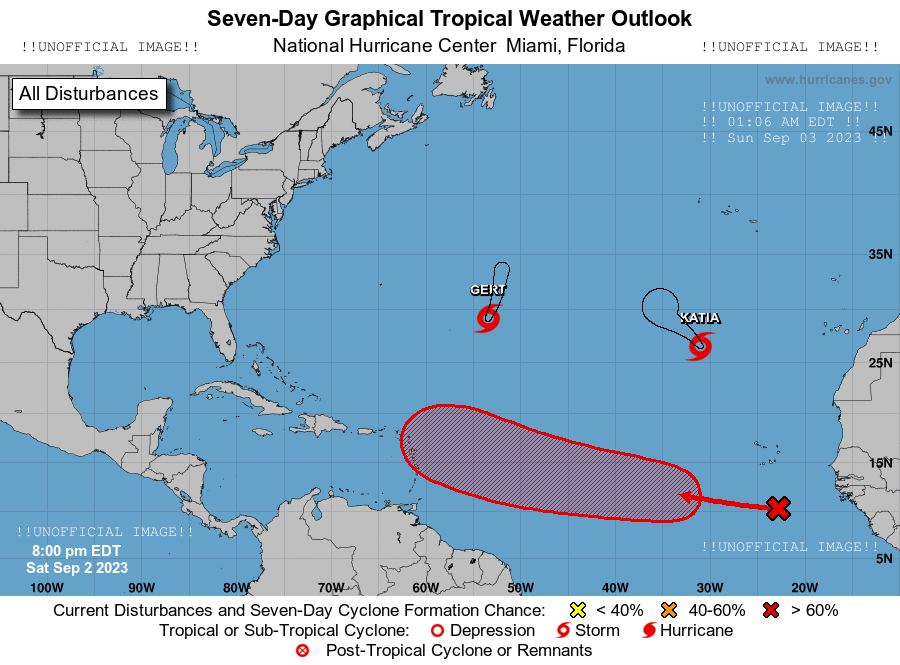 Seven-Day Graphical Tropical Weather Outlook
!!UNOFFICIAL IMAGE!! National Hurricane Center Miami, Florida !!UNOFFICIAL IMAGE!!
www.hurricanes.gov
All Disturbances
!!UNOFFICIAL IMAGE!!
!! 01:06 AM EDT !!
!! Sun Sep 03 2023 !!
45N
35N
GERT
KATIA
25N
15N
!!UNOFFICIAL IMAGE!!
8:00 pm EDT
Sat Sep 2 2023
!!UNOFFICIAL IMAGE!!
5N
100W 90W 80W 70W 60W 50W 40W 30W 20W
Current Disturbances and Seven-Day Cyclone Formation Chance: < 40% 40-60% > 60%
Tropical or Sub-Tropical Cyclone: Depression Storm Hurricane
Post-Tropical Cyclone or Remnants